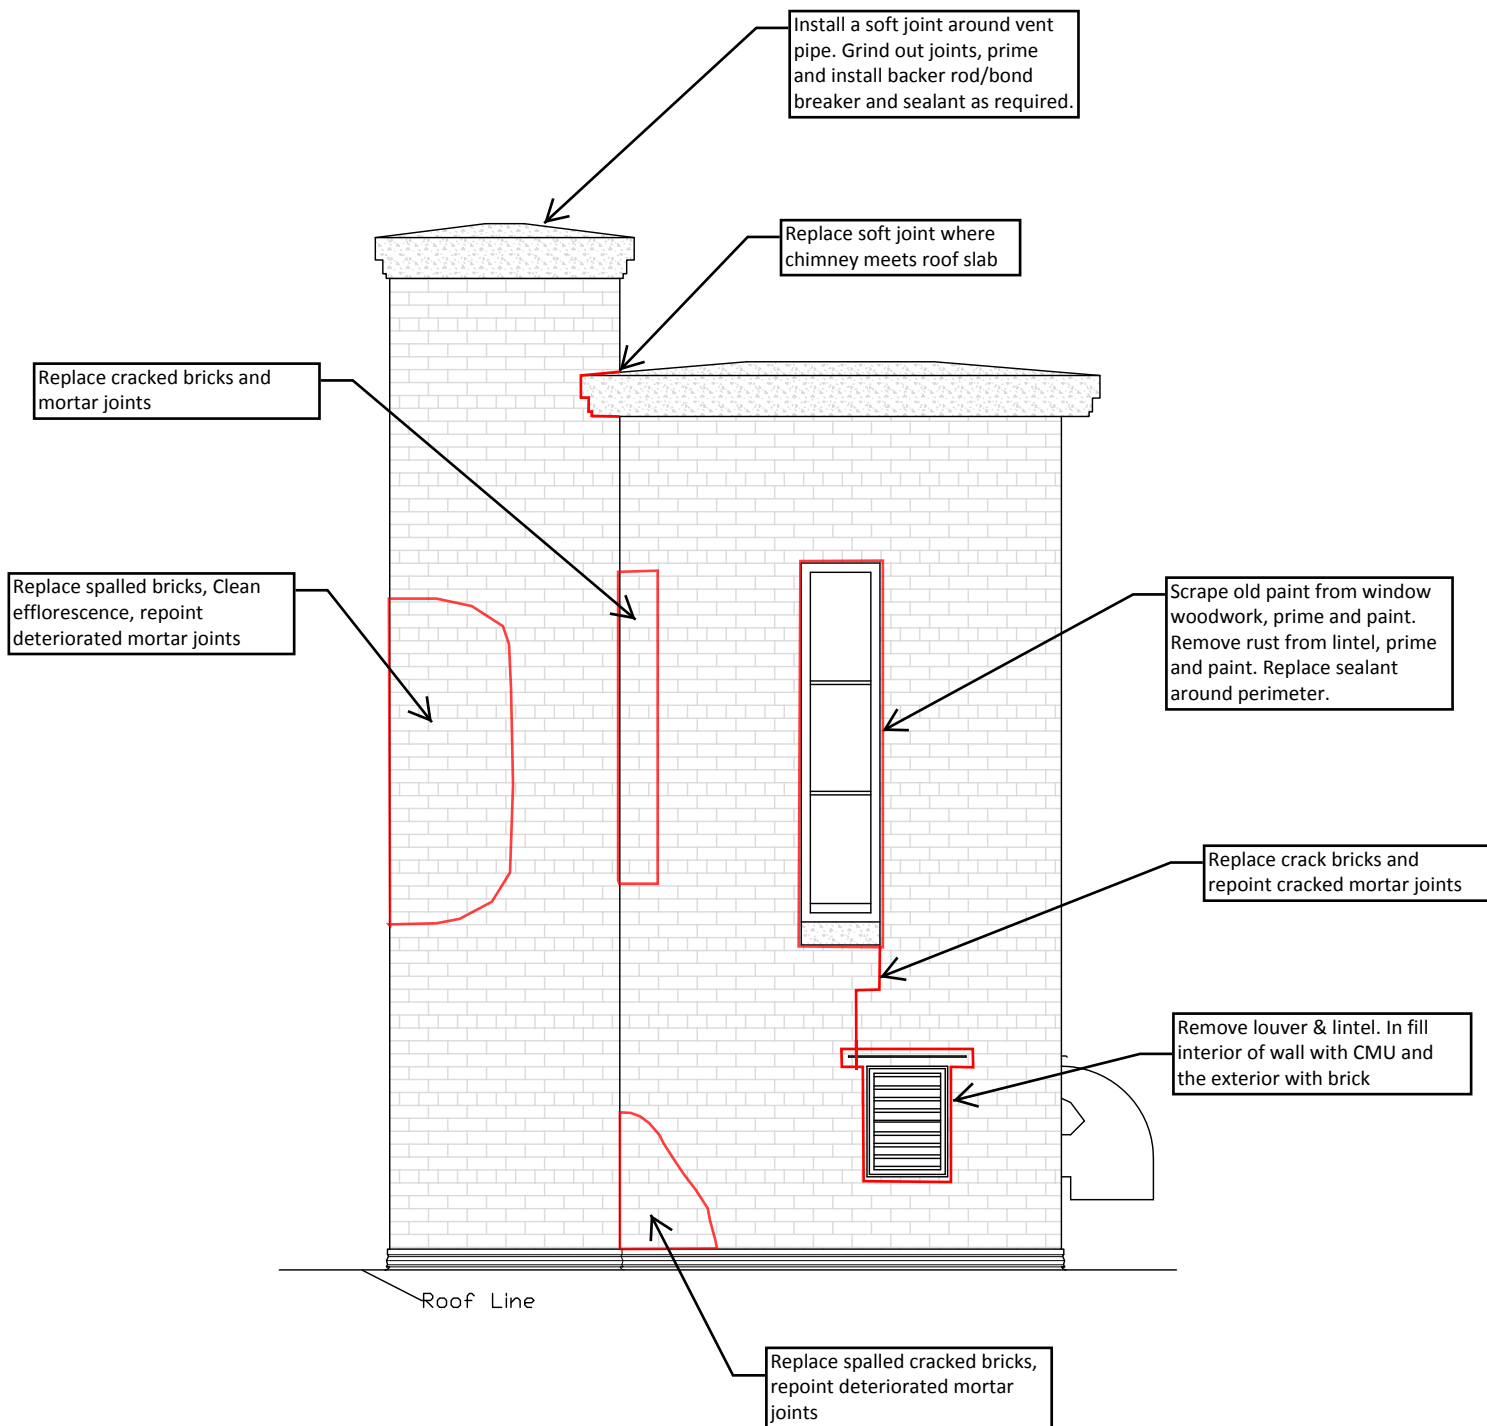 Install a soft joint around vent
pipe. Grind out joints, prime
and install backer rod/bond
breaker and sealant as required.
Replace soft joint where
chimney meets roof slab
Replace cracked bricks and
mortar joints
Replace spalled bricks, Clean
efflorescence, repoint
deteriorated mortar joints
Scrape old paint from window
woodwork, prime and paint.
Remove rust from lintel, prime
and paint. Replace sealant
around perimeter.
Replace crack bricks and
repoint cracked mortar joints
Remove louver & lintel. In fill
interior of wall with CMU and
the exterior with brick
Roof Line
Replace spalled cracked bricks,
repoint deteriorated mortar
joints